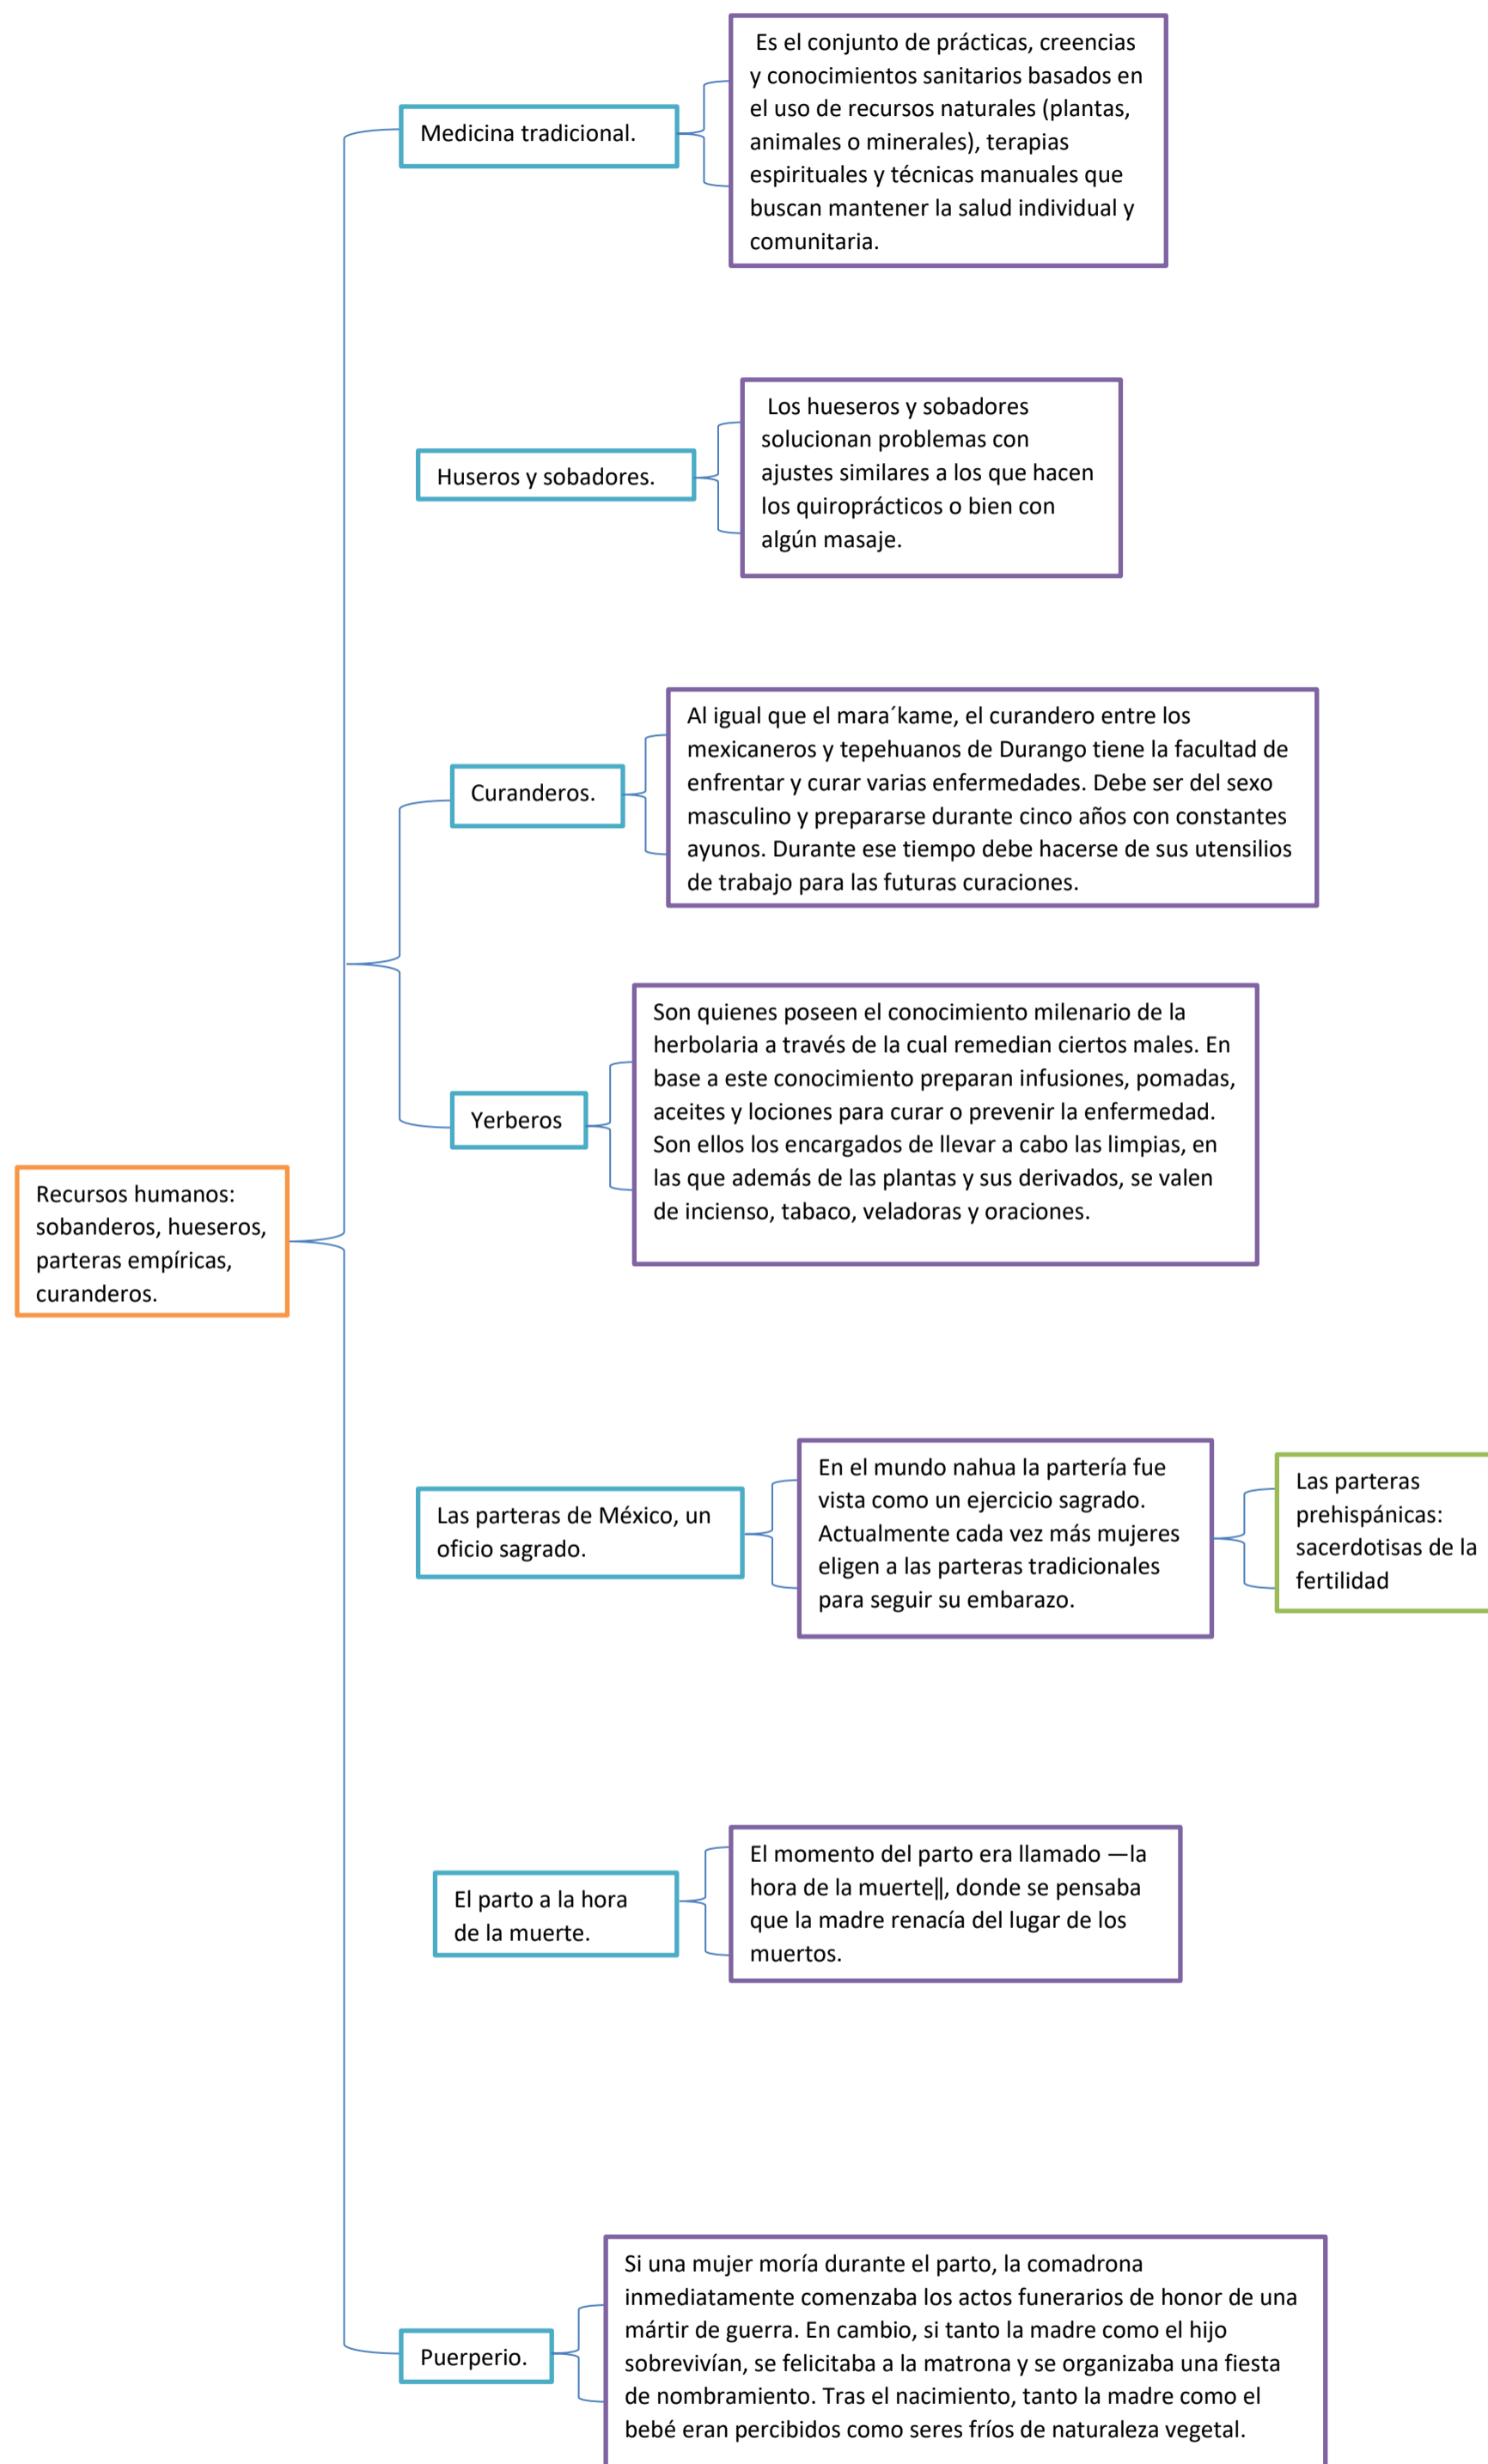 Es el conjunto de prácticas, creencias
y conocimientos sanitarios basados en
el uso de recursos naturales (plantas,
animales o minerales), terapias
espirituales y técnicas manuales que
buscan mantener la salud individual y
comunitaria.
Medicina tradicional.
Los hueseros y sobadores
solucionan problemas con
ajustes similares a los que hacen
los quiroprácticos o bien con
algún masaje.
Huseros y sobadores.
Al igual que el mara´kame, el curandero entre los
mexicaneros y tepehuanos de Durango tiene la facultad de
enfrentar y curar varias enfermedades. Debe ser del sexo
masculino y prepararse durante cinco años con constantes
ayunos. Durante ese tiempo debe hacerse de sus utensilios
de trabajo para las futuras curaciones.
Curanderos.
Son quienes poseen el conocimiento milenario de la
herbolaria a través de la cual remedian ciertos males. En
base a este conocimiento preparan infusiones, pomadas,
aceites y lociones para curar o prevenir la enfermedad.
Son ellos los encargados de llevar a cabo las limpias, en
las que además de las plantas y sus derivados, se valen
de incienso, tabaco, veladoras y oraciones.
Yerberos
Recursos humanos:
sobanderos, hueseros,
parteras empíricas,
curanderos.
En el mundo nahua la partería fue
vista como un ejercicio sagrado.
Actualmente cada vez más mujeres
eligen a las parteras tradicionales
para seguir su embarazo.
Las parteras
prehispánicas:
sacerdotisas de la
fertilidad
Las parteras de México, un
oficio sagrado.
El momento del parto era llamado ―la
hora de la muerte‖, donde se pensaba
que la madre renacía del lugar de los
muertos.
El parto a la hora
de la muerte.
Si una mujer moría durante el parto, la comadrona
inmediatamente comenzaba los actos funerarios de honor de una
mártir de guerra. En cambio, si tanto la madre como el hijo
sobrevivían, se felicitaba a la matrona y se organizaba una fiesta
de nombramiento. Tras el nacimiento, tanto la madre como el
bebé eran percibidos como seres fríos de naturaleza vegetal.
Puerperio.